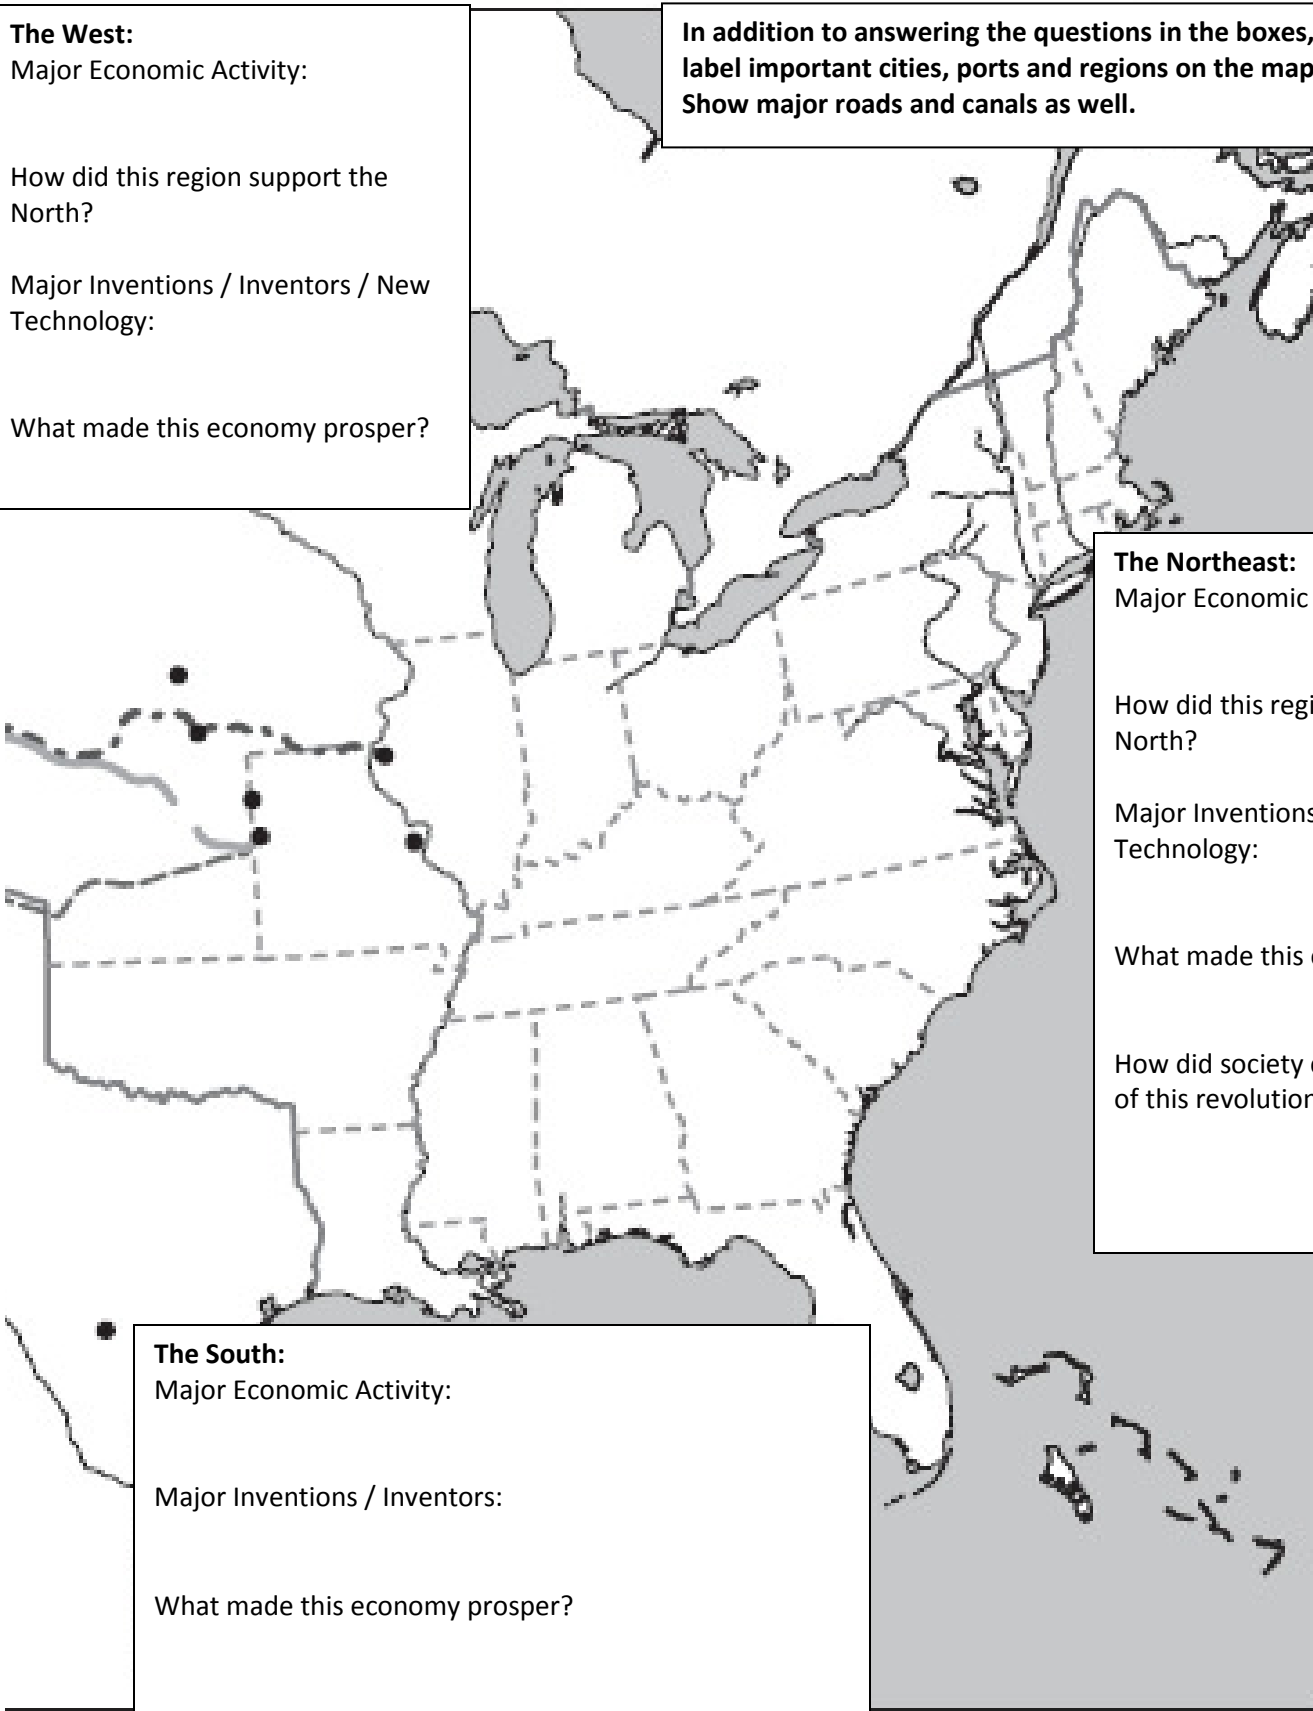 The West:
Major Economic Activity:
How did this region support the
North?
Major Inventions / Inventors / New
Technology:
What made this economy prosper?
In addition to answering the questions in the boxes,
label important cities, ports and regions on the map
Show major roads and canals as well.
The Northeast:
Major Economic
How did this regi
North?
Major Inventions
Technology:
What made this
How did society
of this revolution
The South:
Major Economic Activity:
Major Inventions / Inventors:
What made this economy prosper?